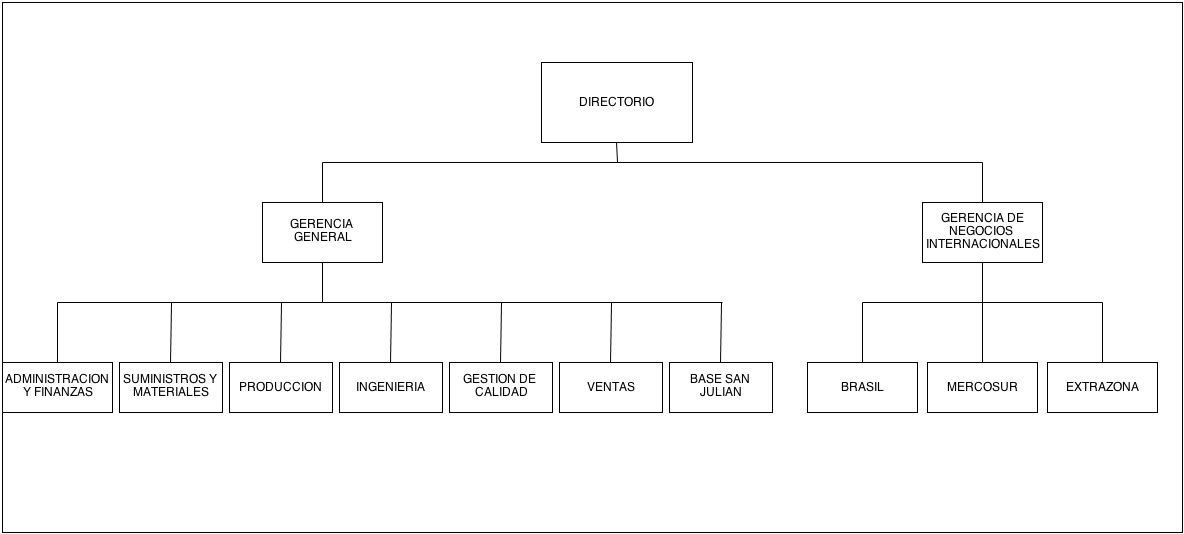 DIRECTORIO
GERENCIA
GENERAL
GERENCIA DE
NEGOCIOS
INTERNACIONALES
ADMINISTRACION
Y FINANZAS
SUMINISTROS Y
MATERIALES
PRODUCCION
INGENIERIA
GESTION DE
CALIDAD
VENTAS
BASE SAN
JULIAN
BRASIL
MERCOSUR
EXTRAZONA